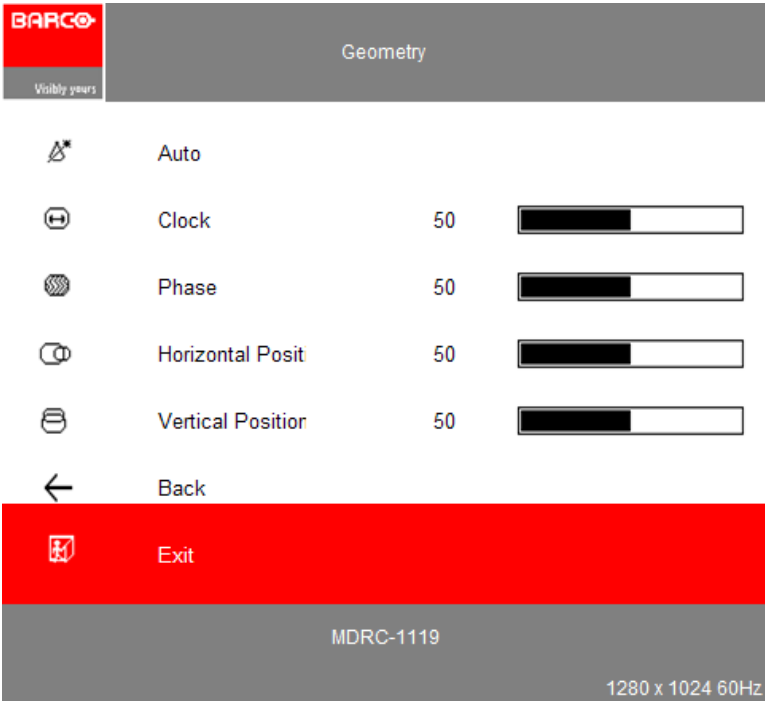 BARCO
Visibly yours
Geometry
Auto
Clock 50
Phase 50
Horizontal Posit
Vertical Position
50
50
Back
Exit
MDRC-1119
1280 x 1024 60Hz